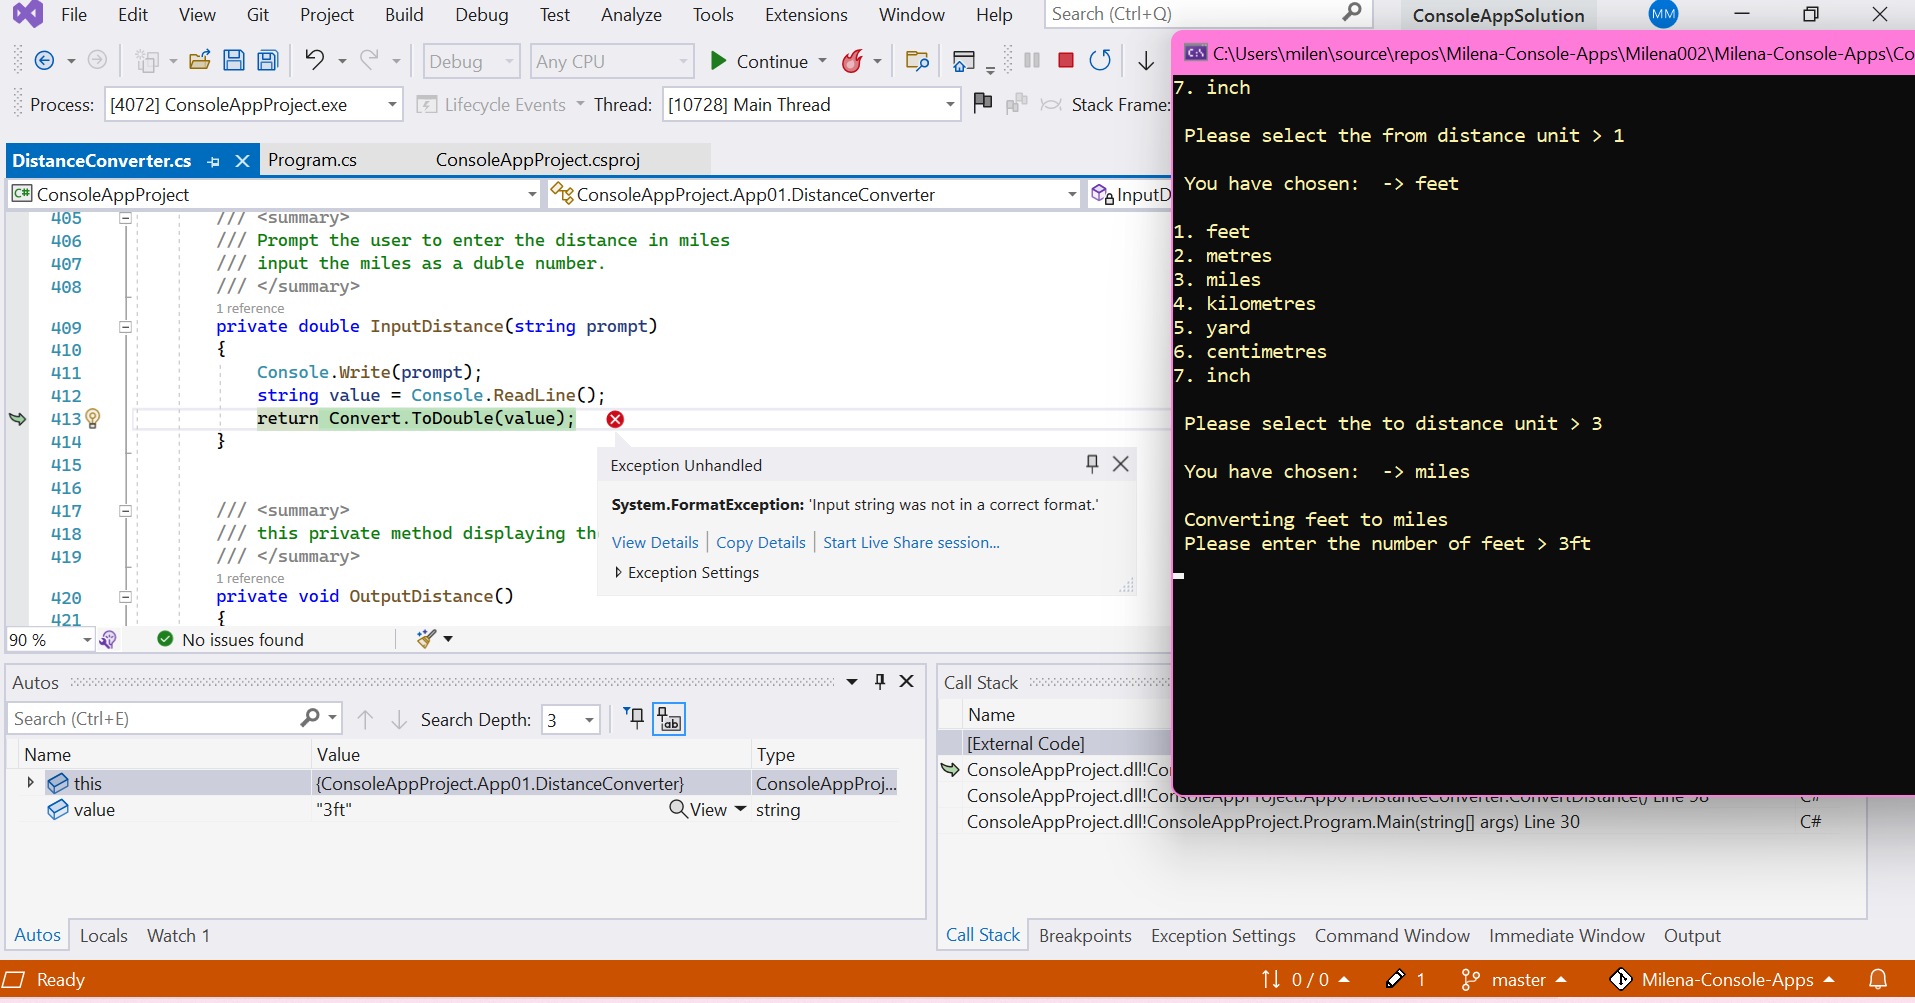 File Edit View Git Project Build Debug Test Analyze Tools Extensions Window Help Search (Ctrl+Q) ConsoleAppSolution MM
Debug Any CPU Continue
Process: [4072] ConsoleAppProject.exe Lifecycle Events Thread: [10728] Main Thread Stack Frame:
DistanceConverter.cs Program.cs ConsoleAppProject.csproj
C# ConsoleAppProject ConsoleAppProject.App01.DistanceConverter InputD
405 /// <summary>
406 /// Prompt the user to enter the distance in miles
407 /// input the miles as a duble number.
408 /// </summary>
1 reference
409 private double InputDistance(string prompt)
410 {
411 Console.Write(prompt);
412 string value = Console.ReadLine();
413 return Convert.ToDouble(value);
414 }
415
416
417 /// <summary>
418 /// this private method displaying th
419 /// </summary>
1 reference
420 private void OutputDistance()
421 {
Exception Unhandled
System.FormatException: 'Input string was not in a correct format.'
View Details Copy Details Start Live Share session...
Exception Settings
90 % No issues found
C:\Users\milen\source\repos\Milena-Console-Apps\Milena002\Milena-Console-Apps\Co
7. inch
Please select the from distance unit > 1
You have chosen: -> feet
1. feet
2. metres
3. miles
4. kilometres
5. yard
6. centimetres
7. inch
Please select the to distance unit > 3
You have chosen: -> miles
Converting feet to miles
Please enter the number of feet > 3ft
Autos
Search (Ctrl+E) Search Depth: 3
Name Value Type
this {ConsoleAppProject.App01.DistanceConverter} ConsoleAppProj...
value "3ft" View string
Autos Locals Watch 1
Call Stack
Name
[External Code]
ConsoleAppProject.dll!Co
ConsoleAppProject.dll!ConsoleAppProject.App01.DistanceConverter.ConvertDistance() Line 98 C#
ConsoleAppProject.dll!ConsoleAppProject.Program.Main(string[] args) Line 30 C#
Call Stack Breakpoints Exception Settings Command Window Immediate Window Output
Ready 0 / 0 1 master Milena-Console-Apps